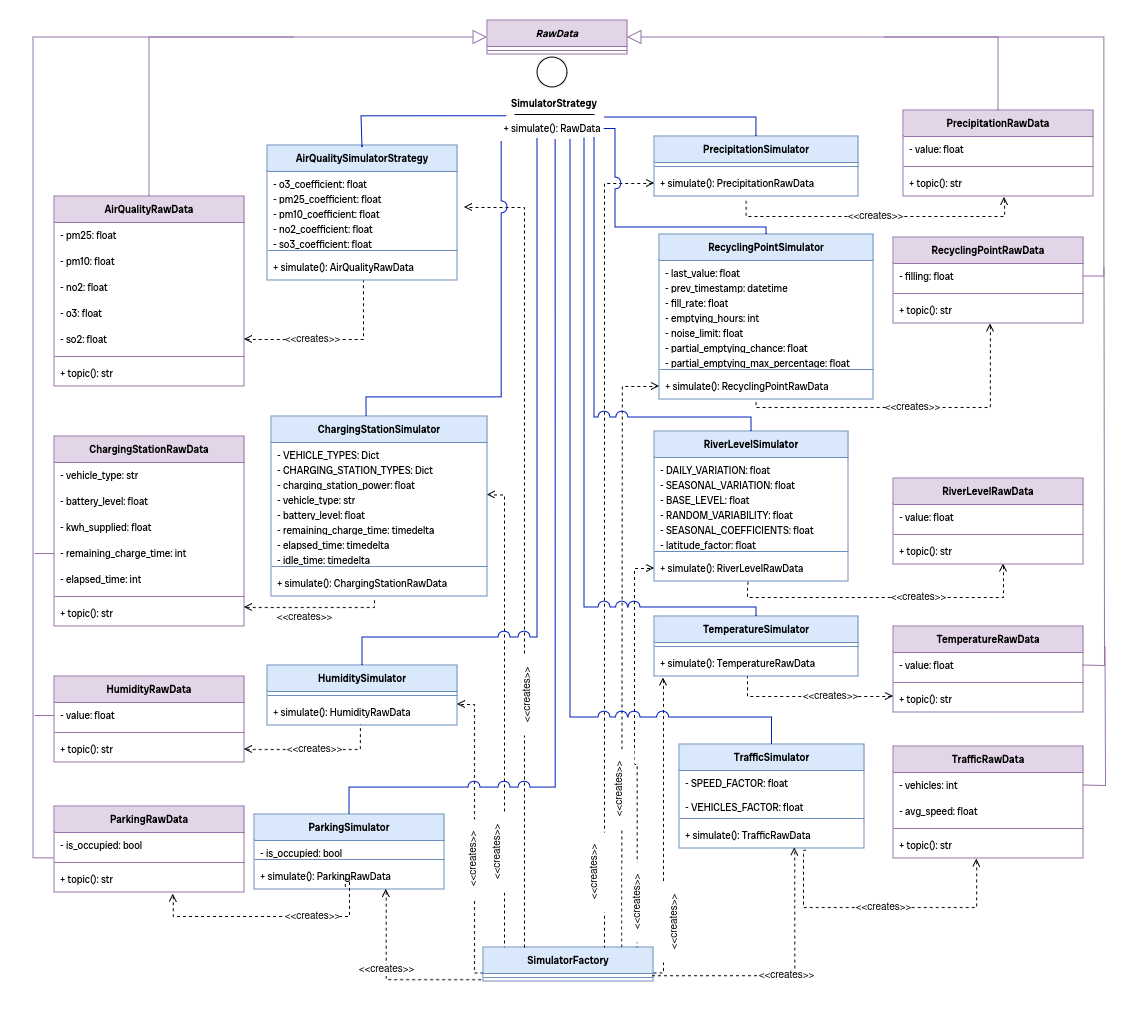 RawData
SimulatorStrategy
+ simulate(): RawData
AirQualitySimulatorStrategy
- o3_coefficient: float
- pm25_coefficient: float
- pm10_coefficient: float
- no2_coefficient: float
- so3_coefficient: float
+ simulate(): AirQualityRawData
PrecipitationSimulator
+ simulate(): PrecipitationRawData
PrecipitationRawData
- value: float
+ topic(): str
<<creates>>
AirQualityRawData
- pm25: float
- pm10: float
- no2: float
- o3: float
- so2: float
+ topic(): str
<<creates>>
RecyclingPointSimulator
- last_value: float
- prev_timestamp: datetime
- fill_rate: float
- emptying_hours: int
- noise_limit: float
- partial_emptying_chance: float
- partial_emptying_max_percentage: float
+ simulate(): RecyclingPointRawData
RecyclingPointRawData
- filling: float
+ topic(): str
<<creates>>
ChargingStationSimulator
- VEHICLE_TYPES: Dict
- CHARGING_STATION_TYPES: Dict
- charging_station_power: float
- vehicle_type: str
- battery_level: float
- remaining_charge_time: timedelta
- elapsed_time: timedelta
- idle_time: timedelta
+ simulate(): ChargingStationRawData
ChargingStationRawData
- vehicle_type: str
- battery_level: float
- kwh_supplied: float
- remaining_charge_time: int
- elapsed_time: int
+ topic(): str
<<creates>>
RiverLevelSimulator
- DAILY_VARIATION: float
- SEASONAL_VARIATION: float
- BASE_LEVEL: float
- RANDOM_VARIABILITY: float
- SEASONAL_COEFFICIENTS: float
- latitude_factor: float
+ simulate(): RiverLevelRawData
RiverLevelRawData
- value: float
+ topic(): str
<<creates>>
TemperatureSimulator
+ simulate(): TemperatureRawData
TemperatureRawData
- value: float
+ topic(): str
<<creates>>
HumiditySimulator
+ simulate(): HumidityRawData
HumidityRawData
- value: float
+ topic(): str
<<creates>>
TrafficSimulator
- SPEED_FACTOR: float
- VEHICLES_FACTOR: float
+ simulate(): TrafficRawData
TrafficRawData
- vehicles: int
- avg_speed: float
+ topic(): str
<<creates>>
ParkingRawData
- is_occupied: bool
+ topic(): str
ParkingSimulator
- is_occupied: bool
+ simulate(): ParkingRawData
<<creates>>
<<creates>>
<<creates>>
<<creates>>
<<creates>>
<<creates>>
<<creates>>
<<creates>>
<<creates>>
SimulatorFactory
<<creates>>